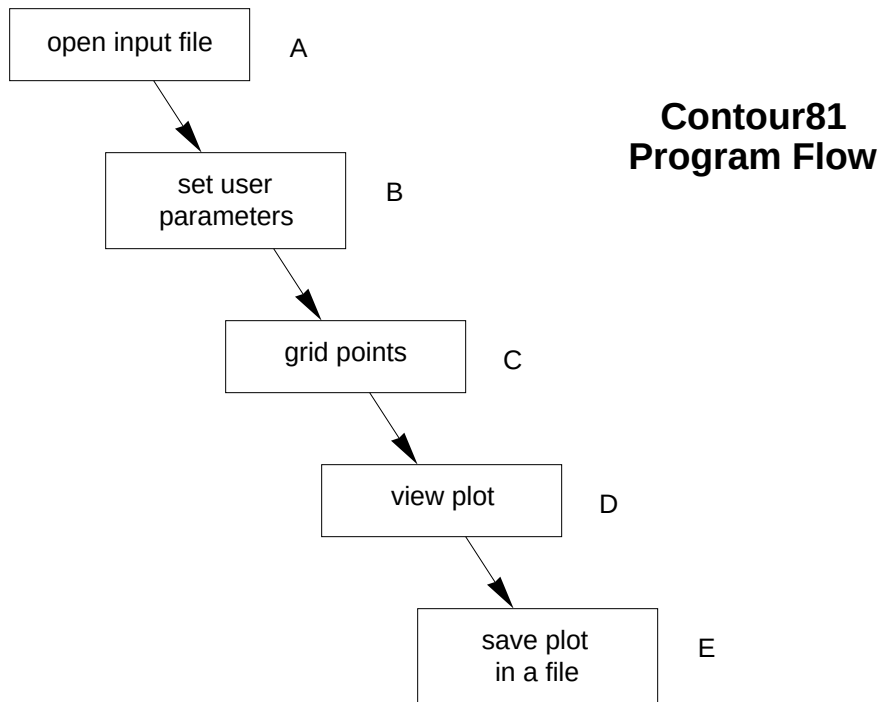 open input file
A
Contour81
Program Flow
set user
parameters
B
grid points
C
view plot
D
save plot
in a file
E